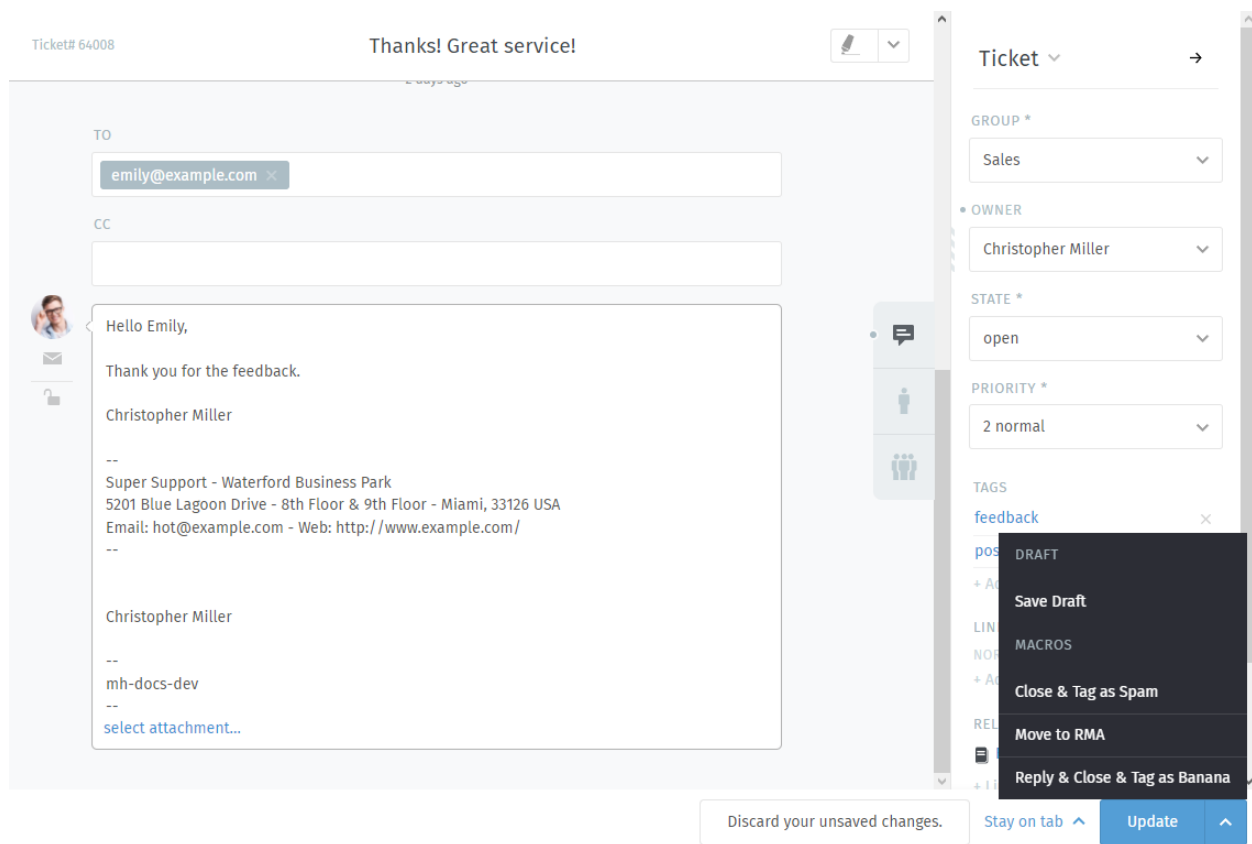 Ticket# 64008
Thanks! Great service!
2 days ago
TO
emily@example.com
CC
Hello Emily,
Thank you for the feedback.
Christopher Miller
--
Super Support - Waterford Business Park
5201 Blue Lagoon Drive - 8th Floor & 9th Floor - Miami, 33126 USA
Email: hot@example.com - Web: http://www.example.com/
--
Christopher Miller
--
mh-docs-dev
--
select attachment...
Ticket
GROUP *
Sales
OWNER
Christopher Miller
STATE *
open
PRIORITY *
2 normal
TAGS
feedback
DRAFT
Save Draft
MACROS
Close & Tag as Spam
Move to RMA
Reply & Close & Tag as Banana
Discard your unsaved changes.
Stay on tab
Update